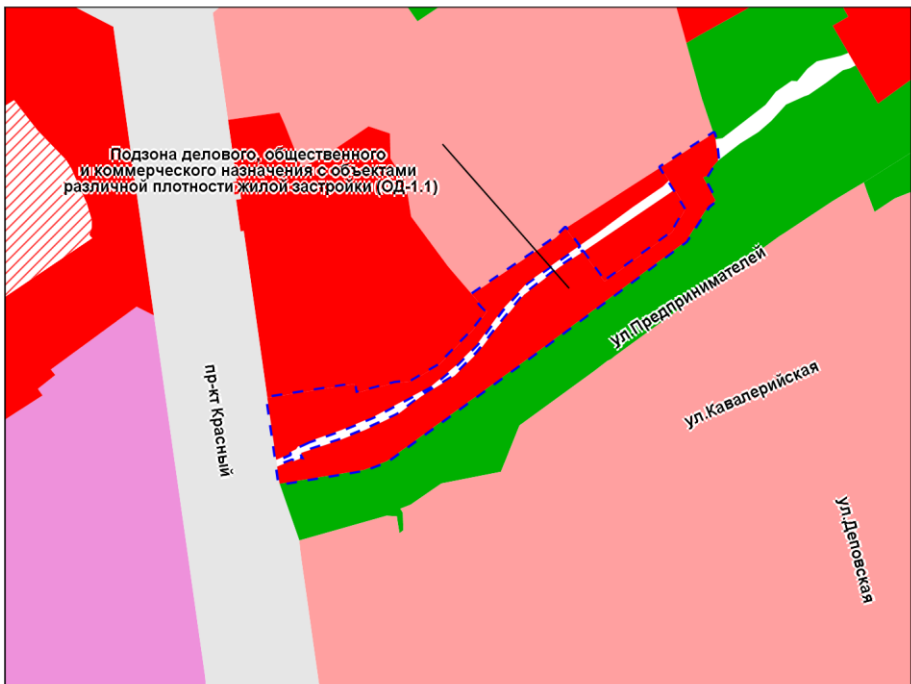 Подзона делового, общественного
и коммерческого назначения с объектами
различной плотности жилой застройки (ОД-1.1)
ул.Предпринимателей
ул.Кавалерийская
пр-кт Красный
ул.Деповская